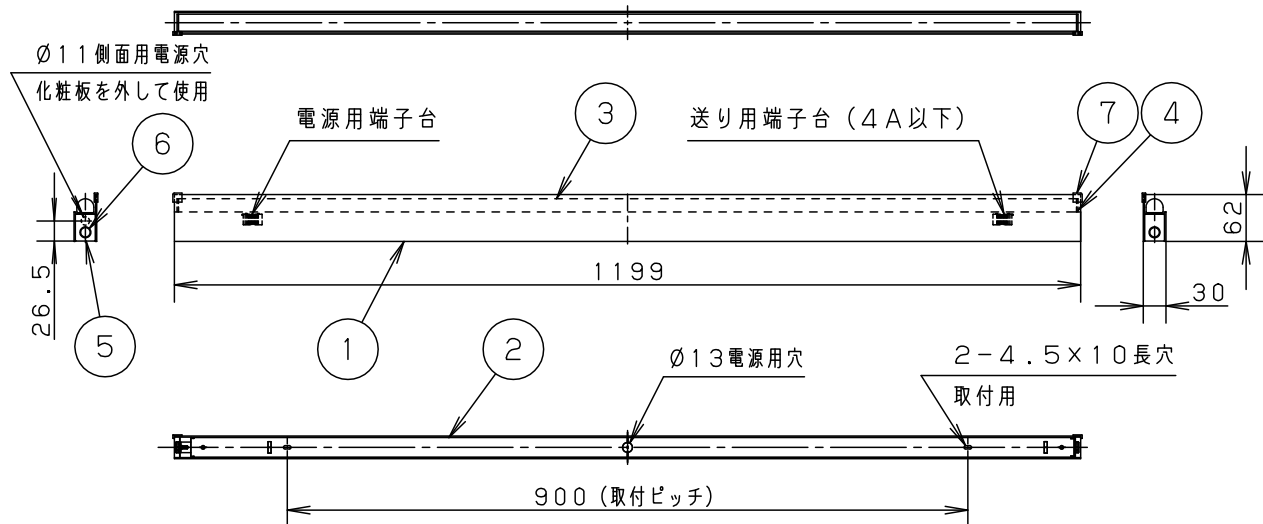 Ø11側面用電源穴
化粧板を外して使用
⑥
電源用端子台
③
送り用端子台（4A以下）
⑦
④
26.5
⑤
1199
①
62
30
②
Ø13電源用穴
2-4.5×10長穴
取付用
900（取付ピッチ）